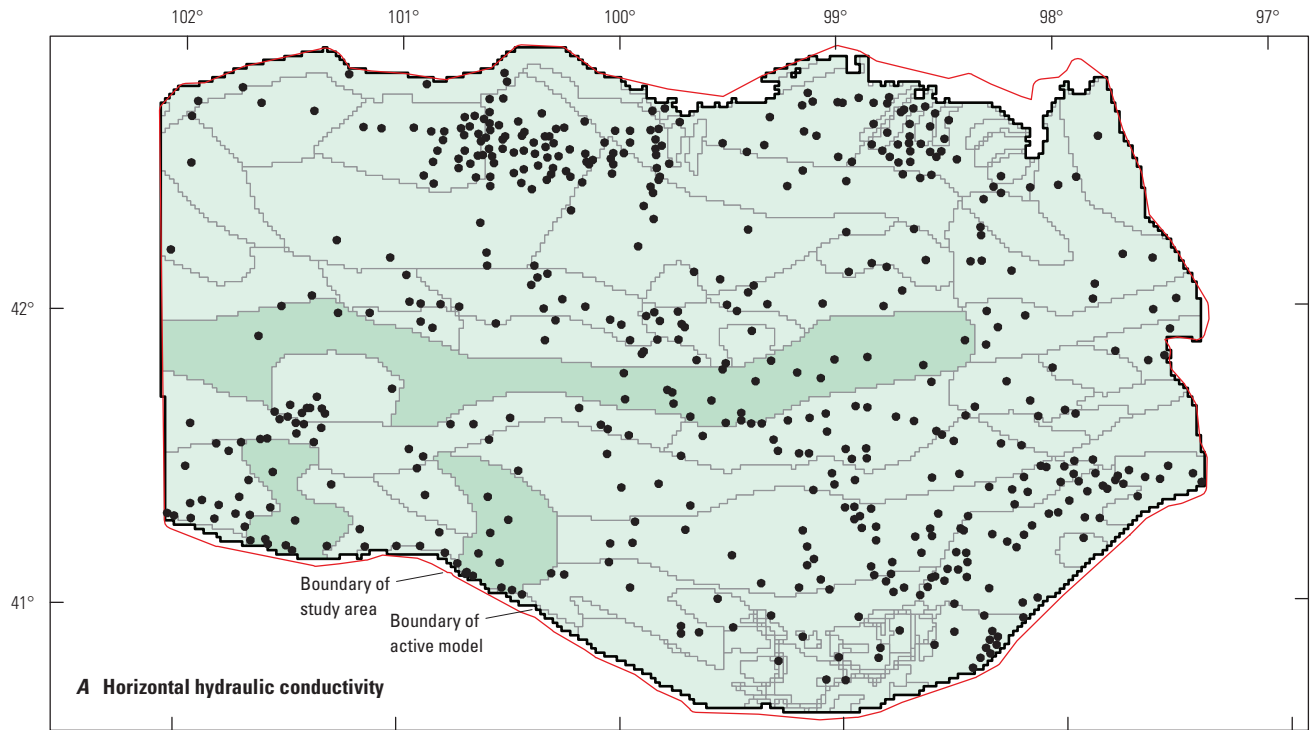 102° 101° 100° 99° 98° 97°
42°
41°
Boundary of
study area
Boundary of
active model
A Horizontal hydraulic conductivity